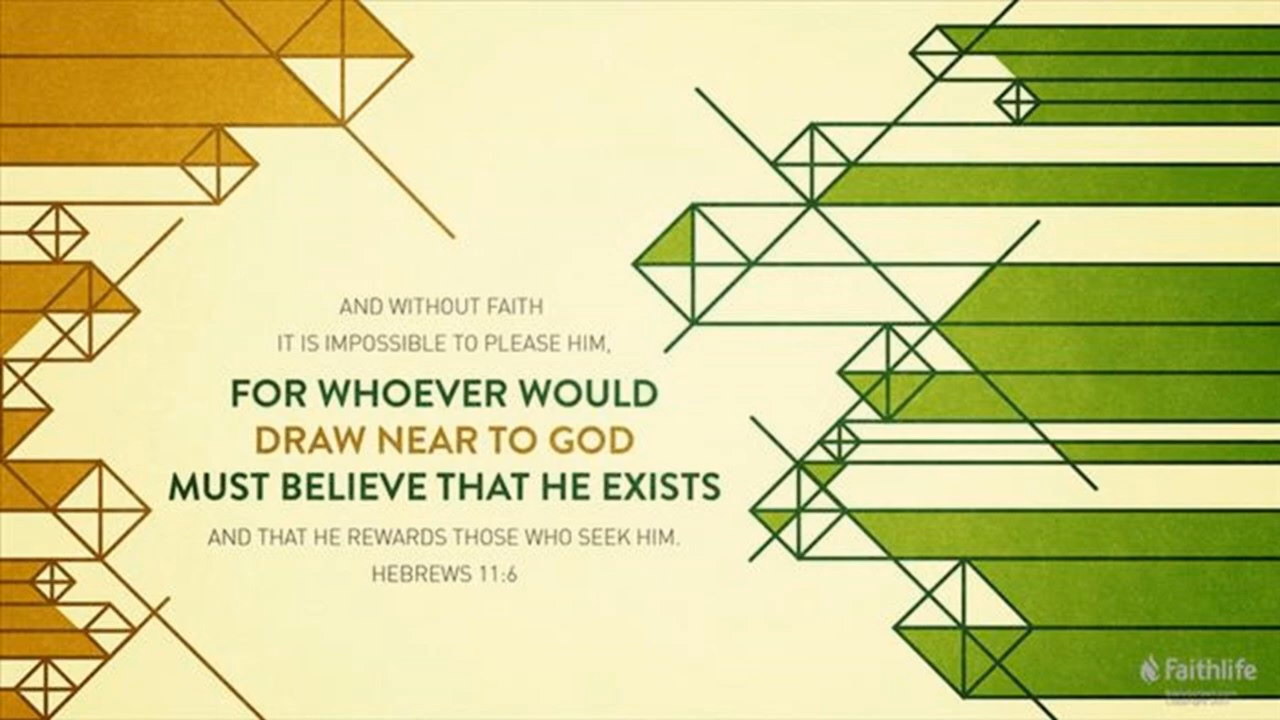 AND WITHOUT FAITH
IT IS IMPOSSIBLE TO PLEASE HIM,
FOR WHOEVER WOULD
DRAW NEAR TO GOD
MUST BELIEVE THAT HE EXISTS
AND THAT HE REWARDS THOSE WHO SEEK HIM.
HEBREWS 11:6
Faithlife